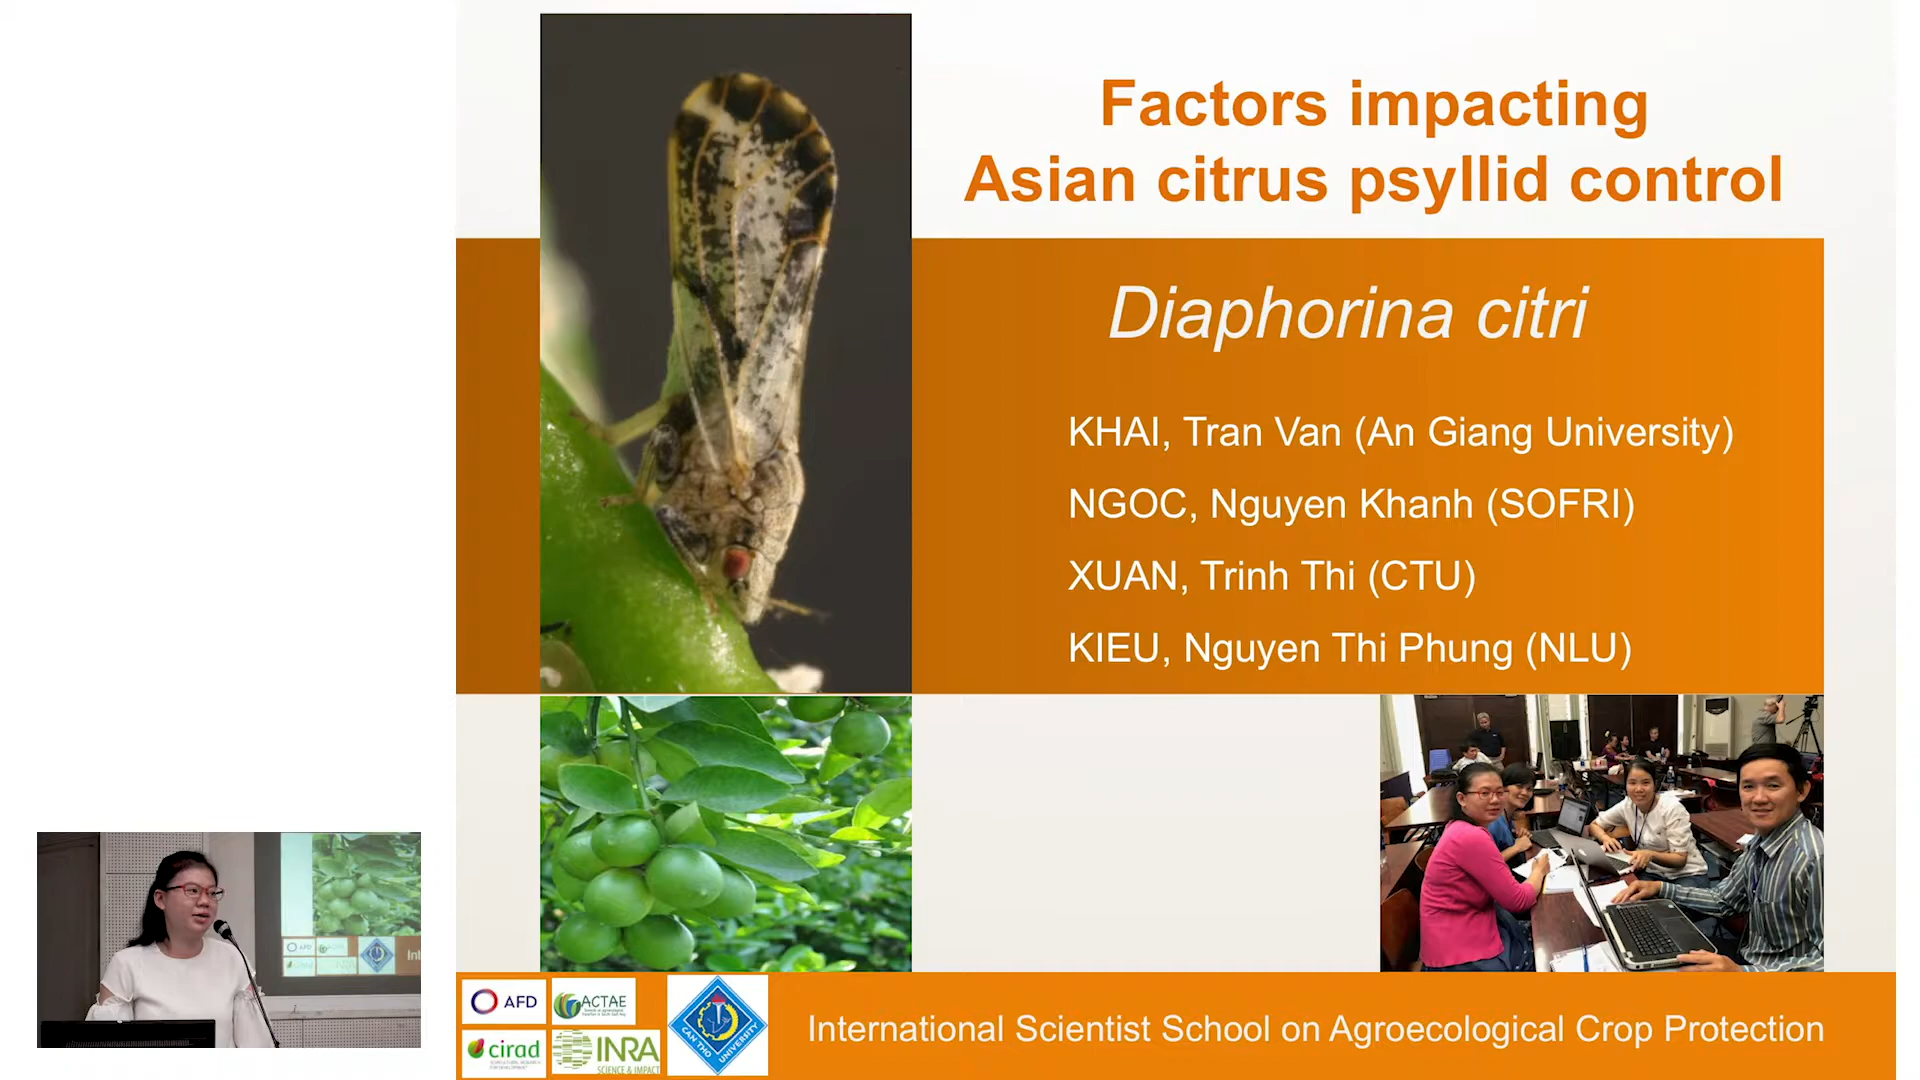 Factors impacting
Asian citrus psyllid control
Diaphorina citri
KHAI, Tran Van (An Giang University)
NGOC, Nguyen Khanh (SOFRI)
XUAN, Trinh Thi (CTU)
KIEU, Nguyen Thi Phung (NLU)
AFD
ACTAE
cirad
INRA
SCIENCE & IMPACT
CAN THO UNIVERSITY
International Scientist School on Agroecological Crop Protection
AFD
Int